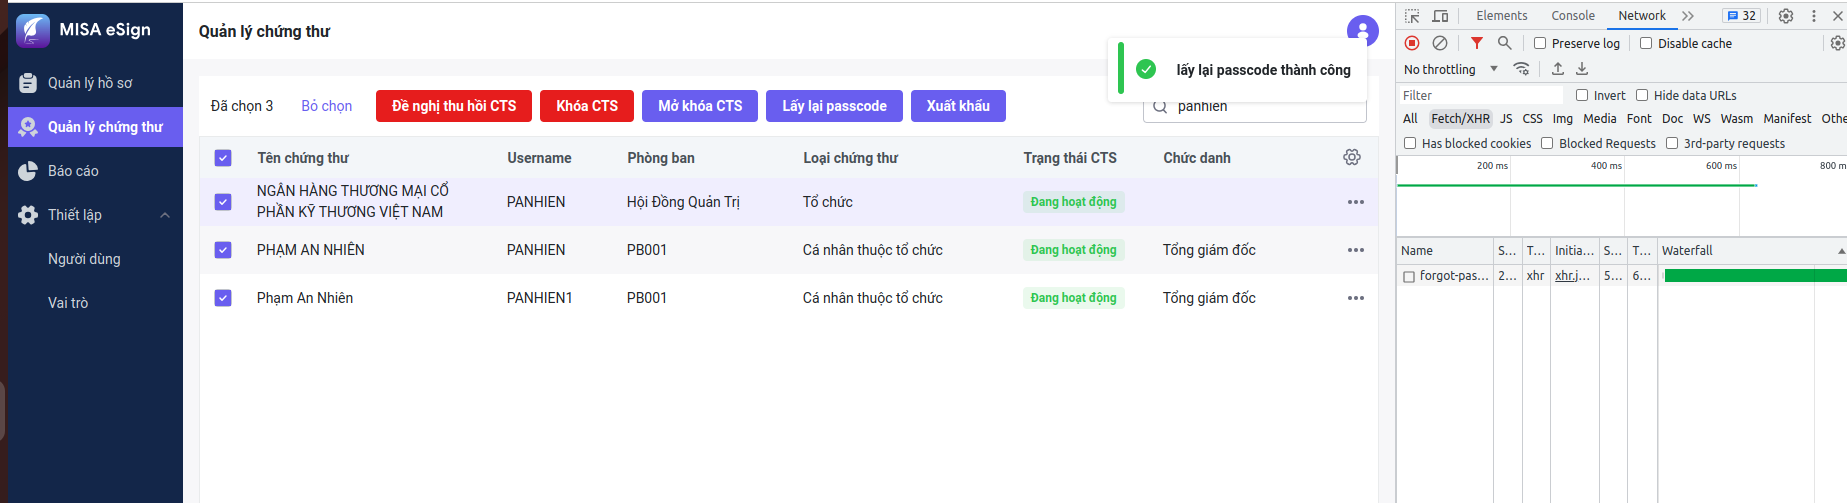 MISA eSign
Quản lý hồ sơ
Quản lý chứng thư
Báo cáo
Thiết lập
Người dùng
Vai trò
Quản lý chứng thư
lấy lại passcode thành công
Đã chọn 3 Bỏ chọn Đề nghị thu hồi CTS Khóa CTS Mở khóa CTS Lấy lại passcode Xuất khẩu panhien
Tên chứng thư Username Phòng ban Loại chứng thư Trạng thái CTS Chức danh
NGÂN HÀNG THƯƠNG MẠI CỔ
PHẦN KỸ THƯƠNG VIỆT NAM PANHIEN Hội Đồng Quản Trị Tổ chức Đang hoạt động
PHẠM AN NHIÊN PANHIEN PB001 Cá nhân thuộc tổ chức Đang hoạt động Tổng giám đốc
Phạm An Nhiên PANHIEN1 PB001 Cá nhân thuộc tổ chức Đang hoạt động Tổng giám đốc
Elements Console Network 32
Preserve log Disable cache
No throttling
Filter Invert Hide data URLs
All Fetch/XHR JS CSS Img Media Font Doc WS Wasm Manifest Othe
Has blocked cookies Blocked Requests 3rd-party requests
200 ms 400 ms 600 ms 800 m
Name S... T... Initia... S... T... Waterfall
forgot-pas... 2... xhr xhr.j... 5... 6...